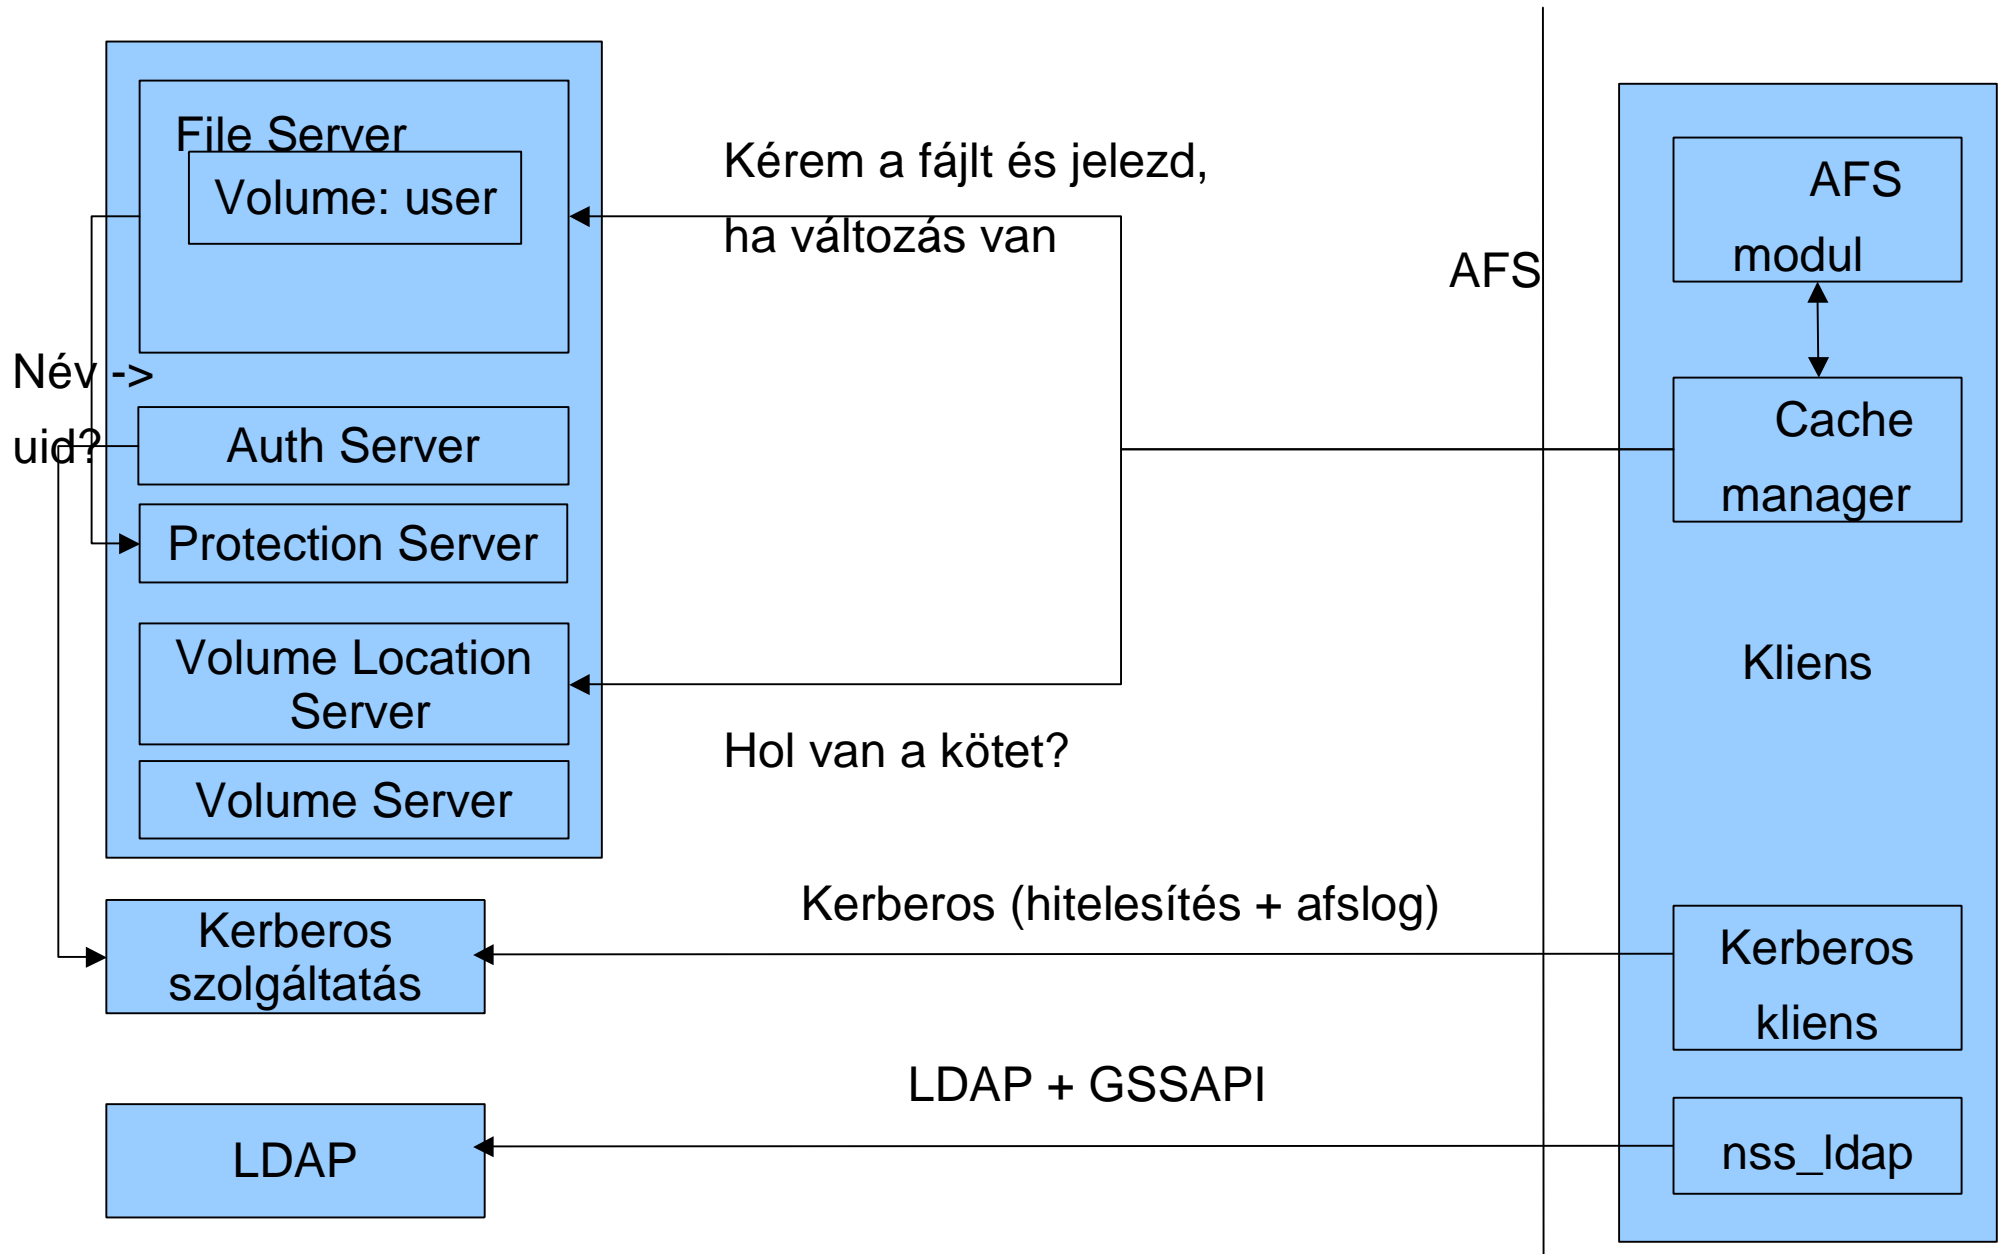 File Server
Volume: user
Név ->
uid?
Auth Server
Protection Server
Volume Location
Server
Volume Server
Kerberos
szolgáltatás
LDAP
Kérem a fájlt és jelezd,
ha változás van
AFS
Hol van a kötet?
Kerberos (hitelesítés + afslog)
LDAP + GSSAPI
AFS
modul
Cache
manager
Kliens
Kerberos
kliens
nss_ldap